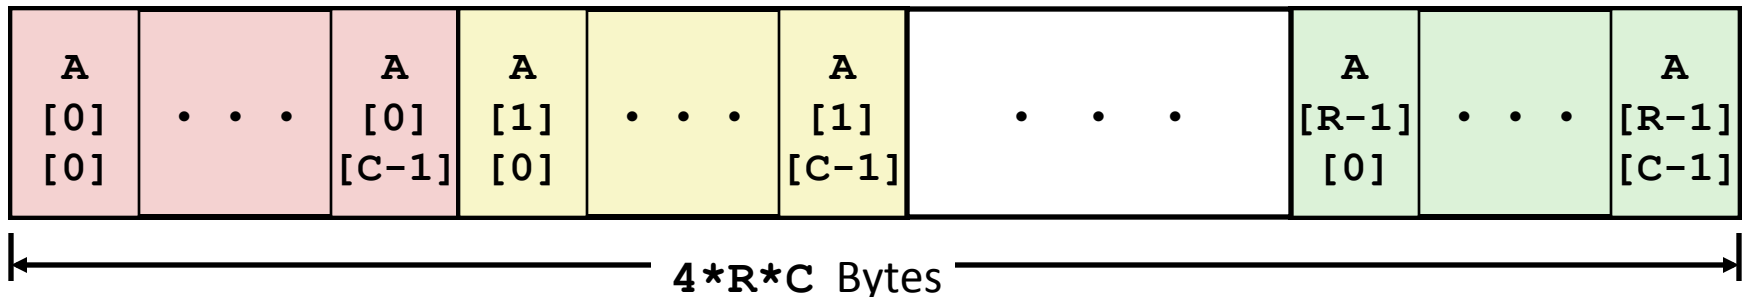 A A A A A A
[0] • • • [0] [1] • • • [1] • • • [R-1] • • • [R-1]
[0] [C-1] [0] [C-1] [0] [C-1]
4*R*C Bytes